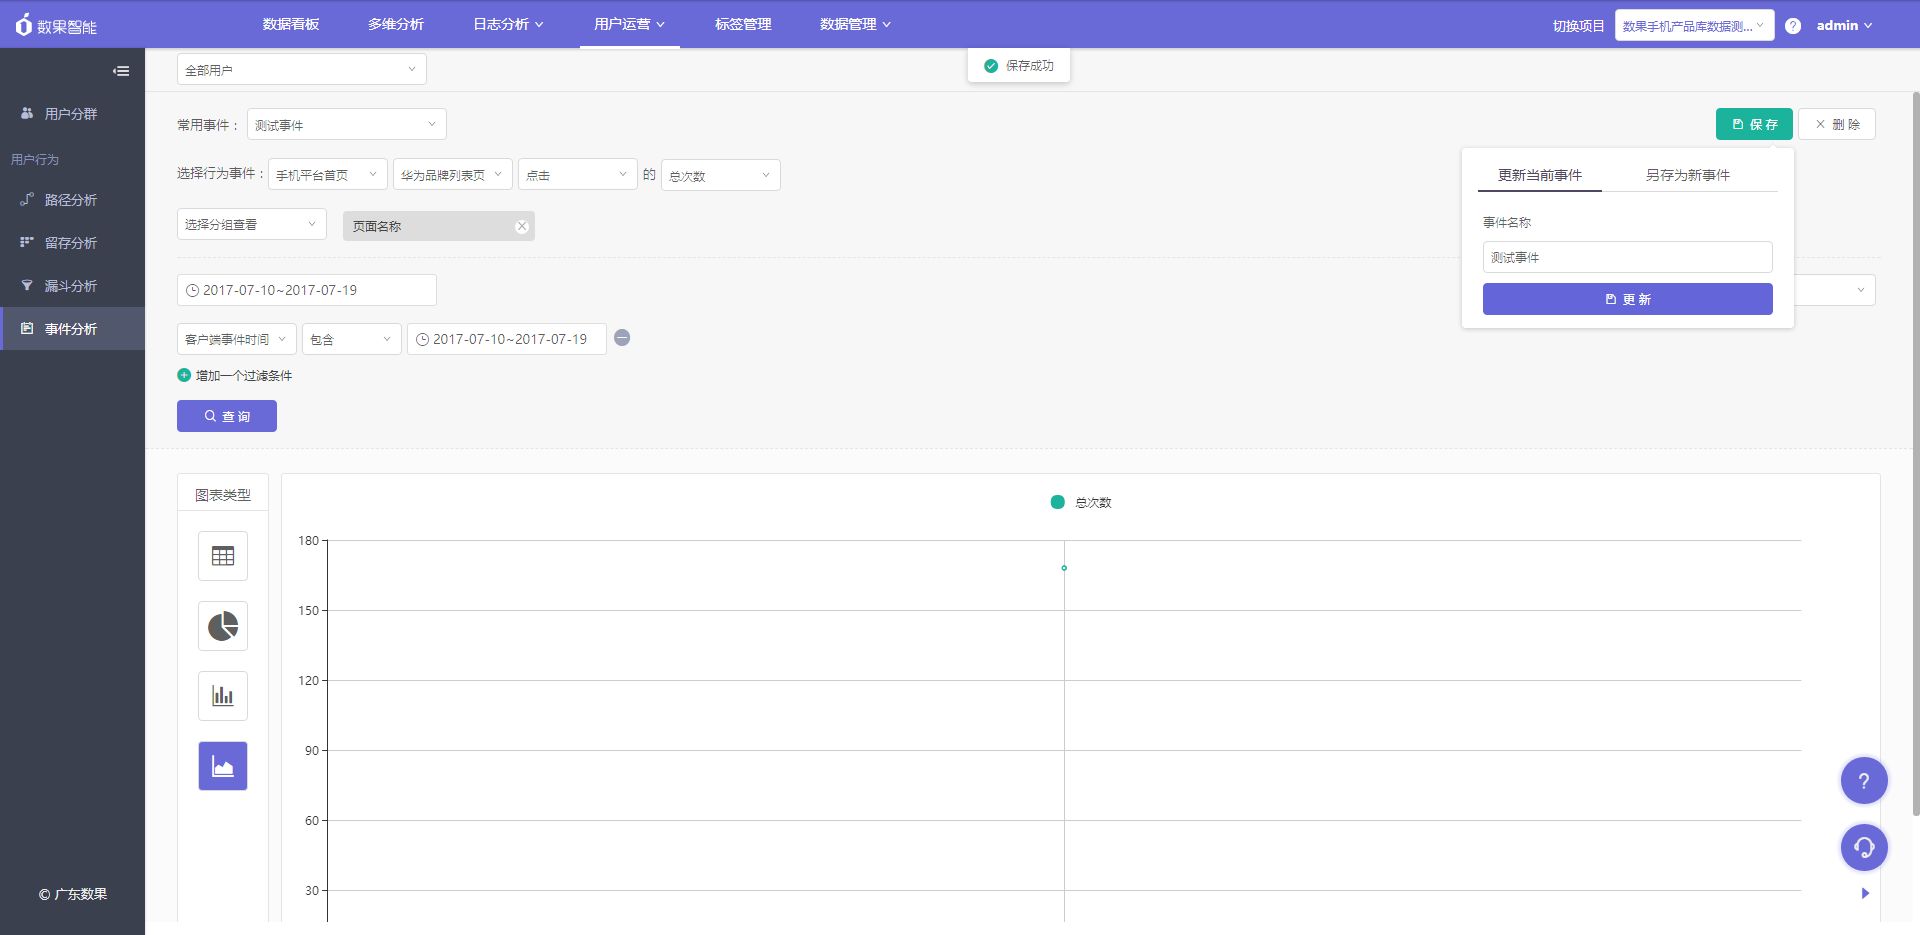 数果智能
数据看板
多维分析
日志分析
用户运营
标签管理
数据管理
切换项目
数果手机产品库数据测...
?
admin
全部用户
保存成功
用户分群
用户行为
路径分析
留存分析
漏斗分析
事件分析
© 广东数果
常用事件：
测试事件
保存
删除
选择行为事件：
手机平台首页
华为品牌列表页
点击
的
总次数
更新当前事件
另存为新事件
选择分组查看
页面名称
事件名称
测试事件
更新
2017-07-10~2017-07-19
客户端事件时间
包含
2017-07-10~2017-07-19
增加一个过滤条件
查询
图表类型
总次数
180
150
120
90
60
30
?